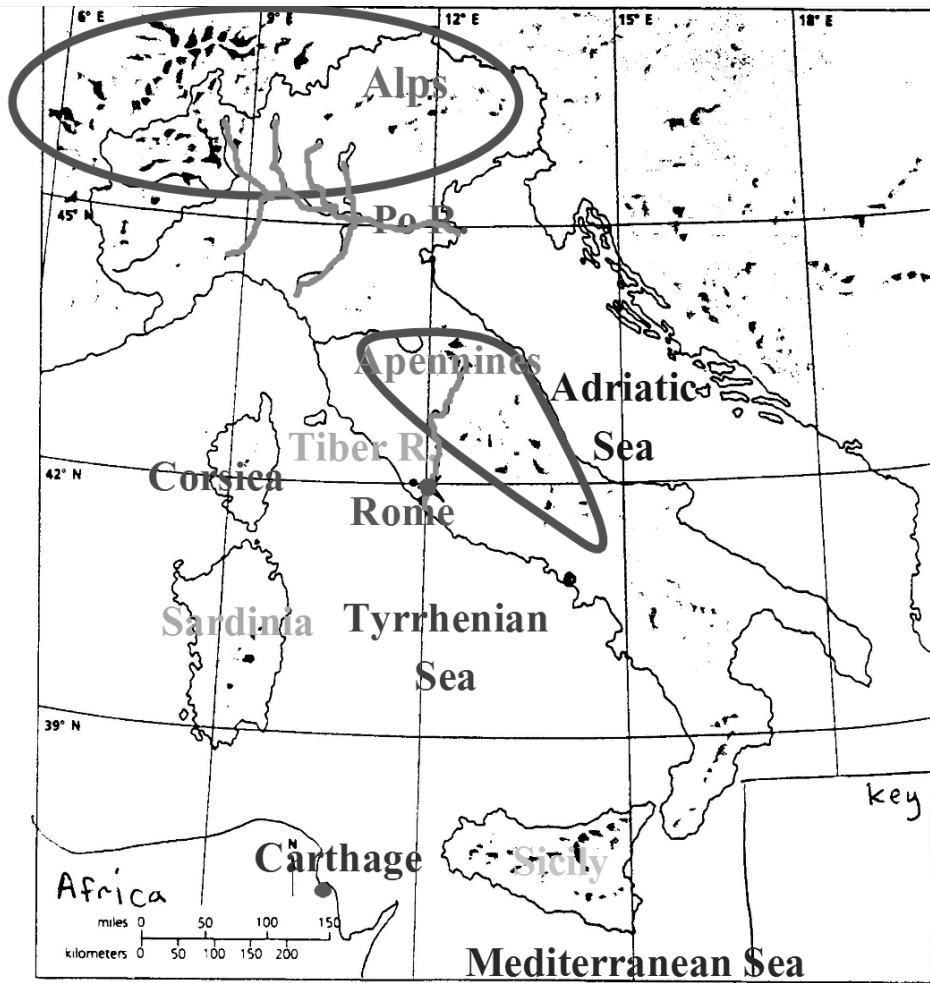 6° E
9° E
12° E
15° E
18° E
Alps
45° N
Po R
Apennines
Adriatic
Sea
Tiber R.
42° N
Corsica
Rome
Sardinia
Tyrrhenian
Sea
39° N
key
Carthage
N
Sicily
Africa
miles 0 50 100 150
kilometers 0 50 100 150 200
Mediterranean Sea